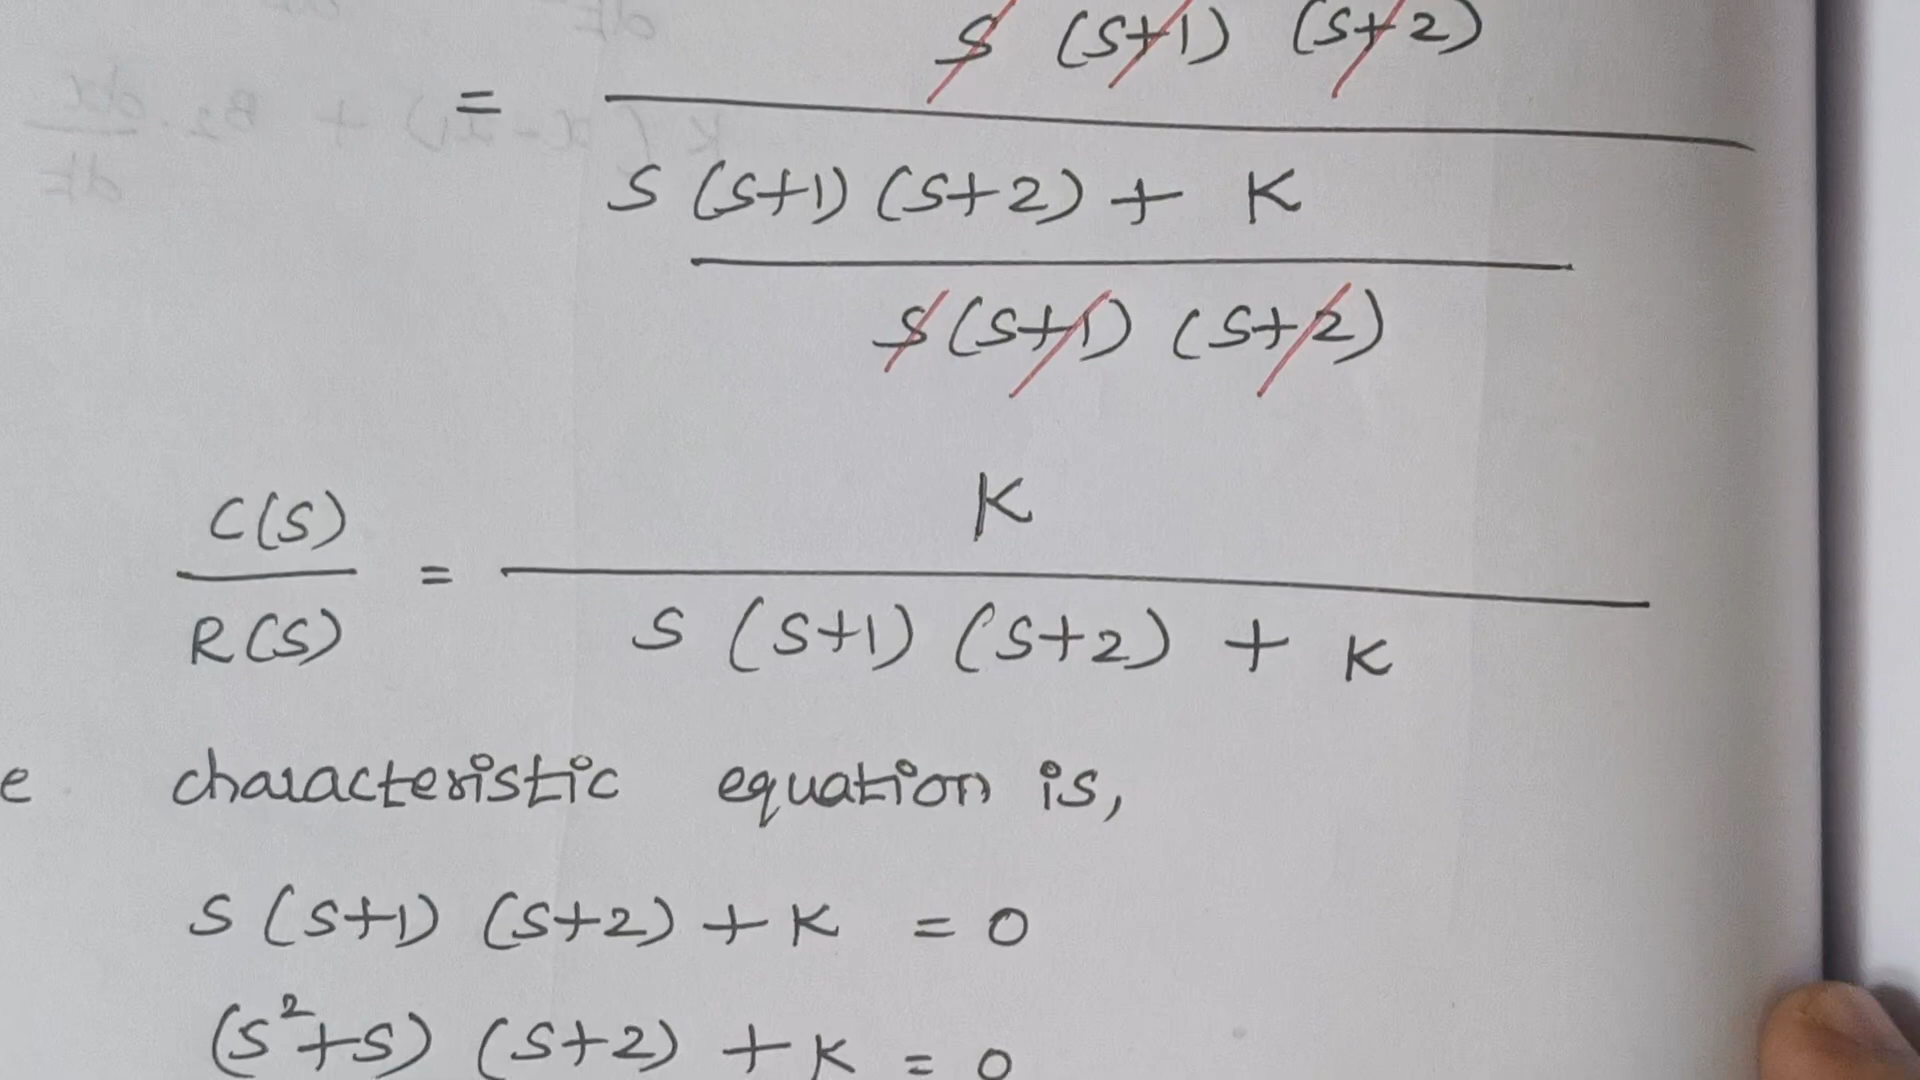 s (s+1) (s+2)
=
s (s+1) (s+2) + K
s (s+1) (s+2)
K
C(s)
=
R(s)
s (s+1) (s+2) + K
e characteristic equation is,
s (s+1) (s+2) + K = 0
(s²+s) (s+2) + K = 0